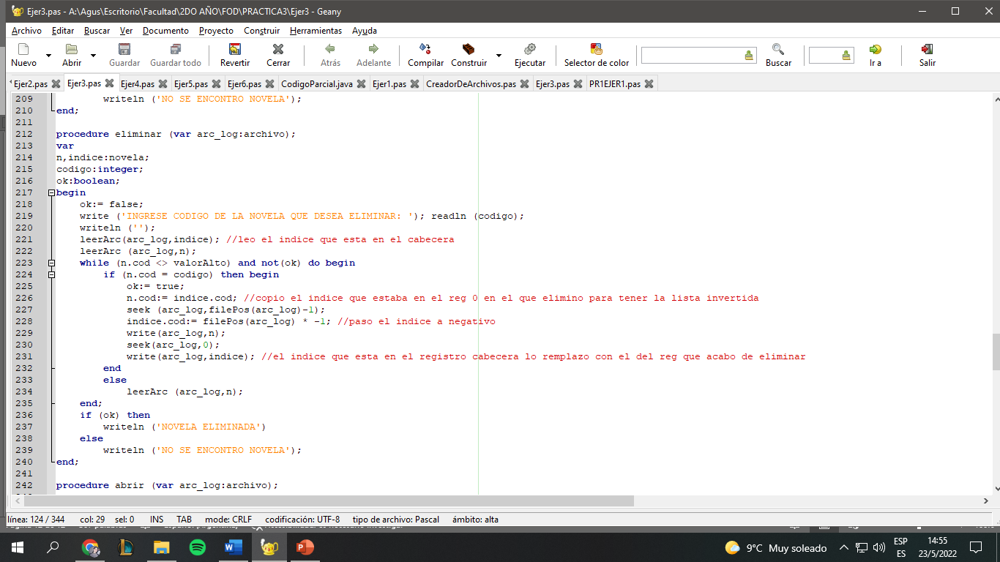 Ejer3.pas - A:\Agus\Escritorio\Facultad\2DO AÑO\FOD\PRACTICA3\Ejer3 - Geany
Archivo Editar Buscar Ver Documento Proyecto Construir Herramientas Ayuda
Nuevo Abrir Guardar Guardar todo Revertir Cerrar Atrás Adelante Compilar Construir Ejecutar Selector de color Buscar Ir a Salir
Ejer2.pas Ejer3.pas Ejer4.pas Ejer5.pas Ejer6.pas CodigoParcial.java Ejer1.pas CreadorDeArchivos.pas Ejer3.pas PR1EJER1.pas
209 writeln ('NO SE ENCONTRO NOVELA');
210 end;
211
212 procedure eliminar (var arc_log:archivo);
213 var
214 n,indice:novela;
215 codigo:integer;
216 ok:boolean;
217 begin
218 ok:= false;
219 write ('INGRESE CODIGO DE LA NOVELA QUE DESEA ELIMINAR: '); readln (codigo);
220 writeln ('');
221 leerArc(arc_log,indice); //leo el indice que esta en el cabecera
222 leerArc (arc_log,n);
223 while (n.cod <> valorAlto) and not(ok) do begin
224 if (n.cod = codigo) then begin
225 ok:= true;
226 n.cod:= indice.cod; //copio el indice que estaba en el reg 0 en el que elimino para tener la lista invertida
227 seek (arc_log,filePos(arc_log)-1);
228 indice.cod:= filePos(arc_log) * -1; //paso el indice a negativo
229 write(arc_log,n);
230 seek(arc_log,0);
231 write(arc_log,indice); //el indice que esta en el registro cabecera lo remplazo con el del reg que acabo de eliminar
232 end
233 else
234 leerArc (arc_log,n);
235 end;
236 if (ok) then
237 writeln ('NOVELA ELIMINADA')
238 else
239 writeln ('NO SE ENCONTRO NOVELA');
240 end;
241
242 procedure abrir (var arc_log:archivo);
línea: 124 / 344 col: 29 sel: 0 INS TAB mode: CRLF codificación: UTF-8 tipo de archivo: Pascal ámbito: alta
9°C Muy soleado ESP ES 14:55 23/5/2022